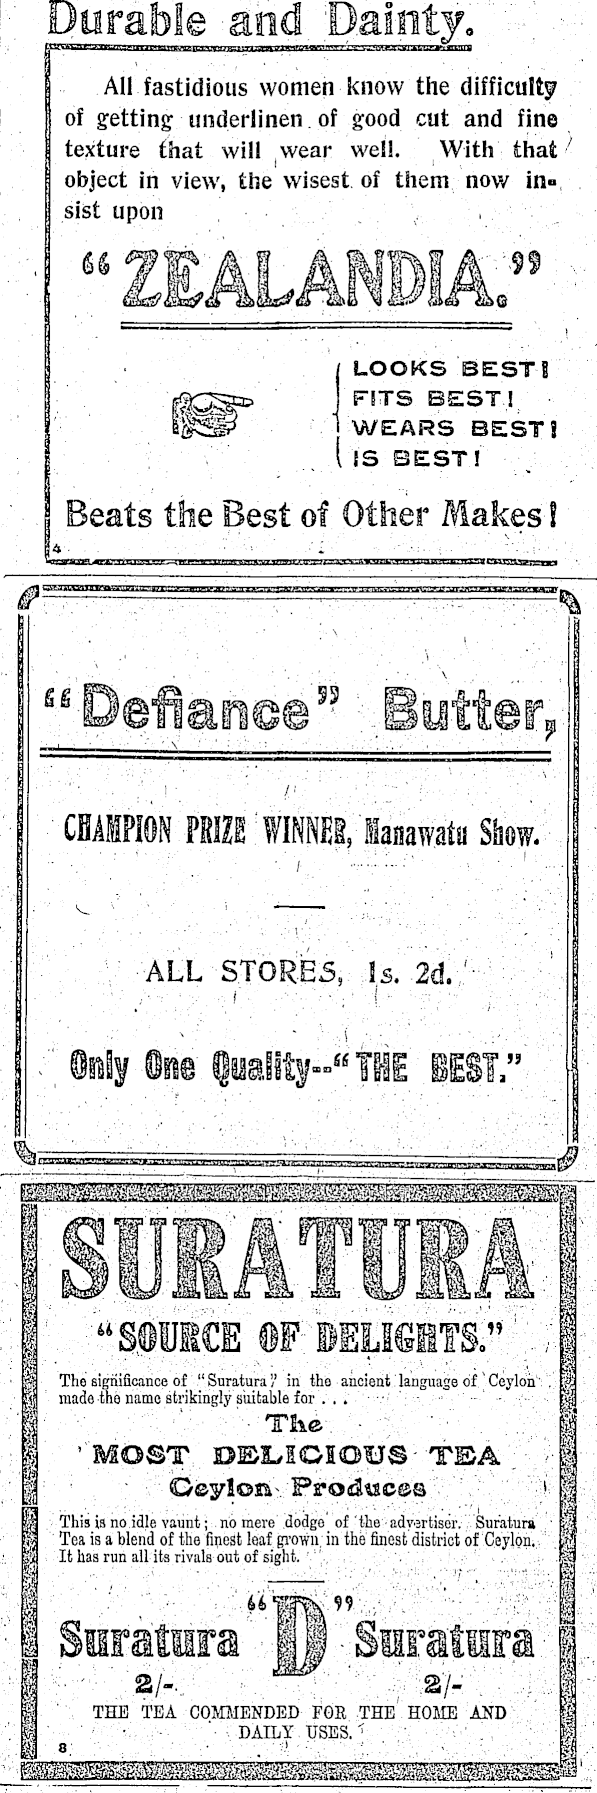 Durable and Dainty.
All fastidious women know the difficulty
of getting underlinen of good cut and fine
texture that will wear well. With that
object in view, the wisest of them now in-
sist upon
“ZEALANDIA.”
LOOKS BEST!
FITS BEST!
WEARS BEST!
IS BEST!
Beats the Best of Other Makes!
4
“Defiance” Butter,
CHAMPION PRIZE WINNER, Manawatu Show.
ALL STORES, 1s. 2d.
Only One Quality--“THE BEST.”
SURATURA
“SOURCE OF DELIGHTS.”
The significance of “Suratura” in the ancient language of Ceylon
made the name strikingly suitable for . . .
The
MOST DELICIOUS TEA
Ceylon Produces
This is no idle vaunt; no mere dodge of the advertiser. Suratura
Tea is a blend of the finest leaf grown in the finest district of Ceylon.
It has run all its rivals out of sight.
Suratura “D” Suratura
2/- 2/-
THE TEA COMMENDED FOR THE HOME AND
DAILY USES.
8